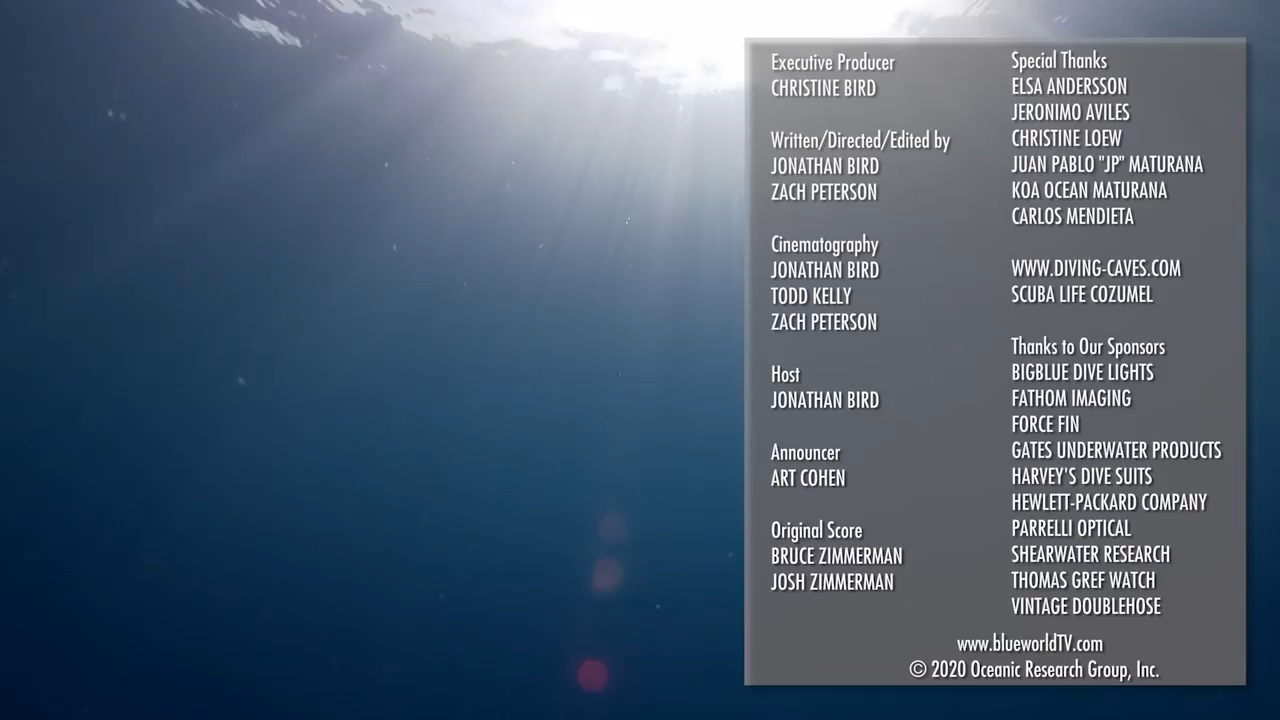 Executive Producer
CHRISTINE BIRD
Written/Directed/Edited by
JONATHAN BIRD
ZACH PETERSON
Cinematography
JONATHAN BIRD
TODD KELLY
ZACH PETERSON
Host
JONATHAN BIRD
Announcer
ART COHEN
Original Score
BRUCE ZIMMERMAN
JOSH ZIMMERMAN
Special Thanks
ELSA ANDERSSON
JERONIMO AVILES
CHRISTINE LOEW
JUAN PABLO "JP" MATURANA
KOA OCEAN MATURANA
CARLOS MENDIETA
WWW.DIVING-CAVES.COM
SCUBA LIFE COZUMEL
Thanks to Our Sponsors
BIGBLUE DIVE LIGHTS
FATHOM IMAGING
FORCE FIN
GATES UNDERWATER PRODUCTS
HARVEY'S DIVE SUITS
HEWLETT-PACKARD COMPANY
PARRELLI OPTICAL
SHEARWATER RESEARCH
THOMAS GREF WATCH
VINTAGE DOUBLEHOSE
www.blueworldTV.com
© 2020 Oceanic Research Group, Inc.